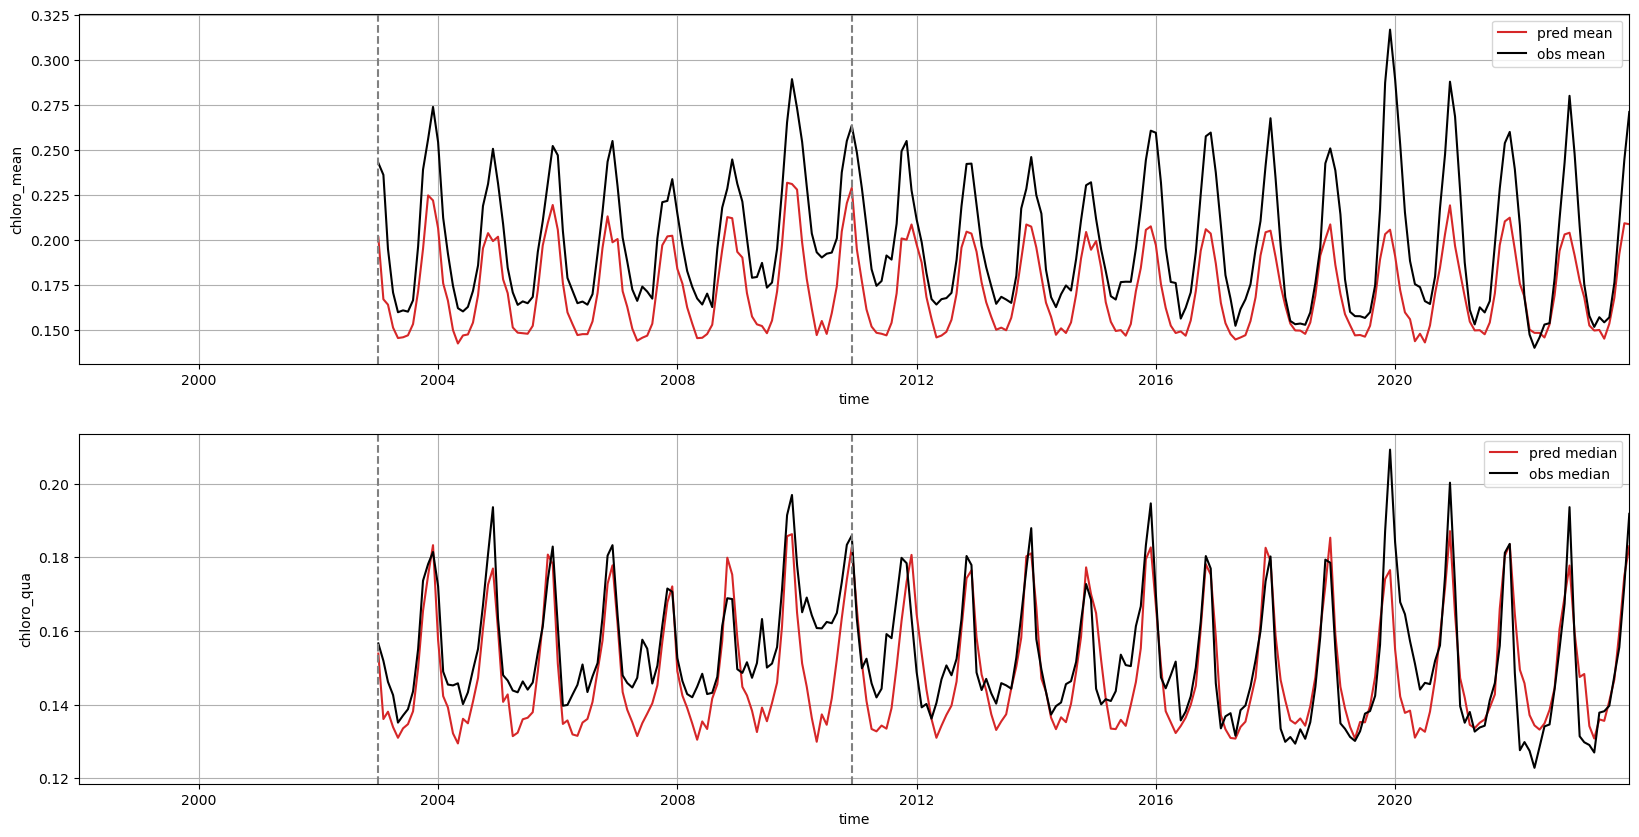 0.325
0.300
0.275
0.250
0.225
0.200
0.175
0.150
chloro_mean
pred mean
obs mean
2000 2004 2008 2012 2016 2020
time
0.20
0.18
0.16
0.14
0.12
chloro_qua
pred median
obs median
2000 2004 2008 2012 2016 2020
time